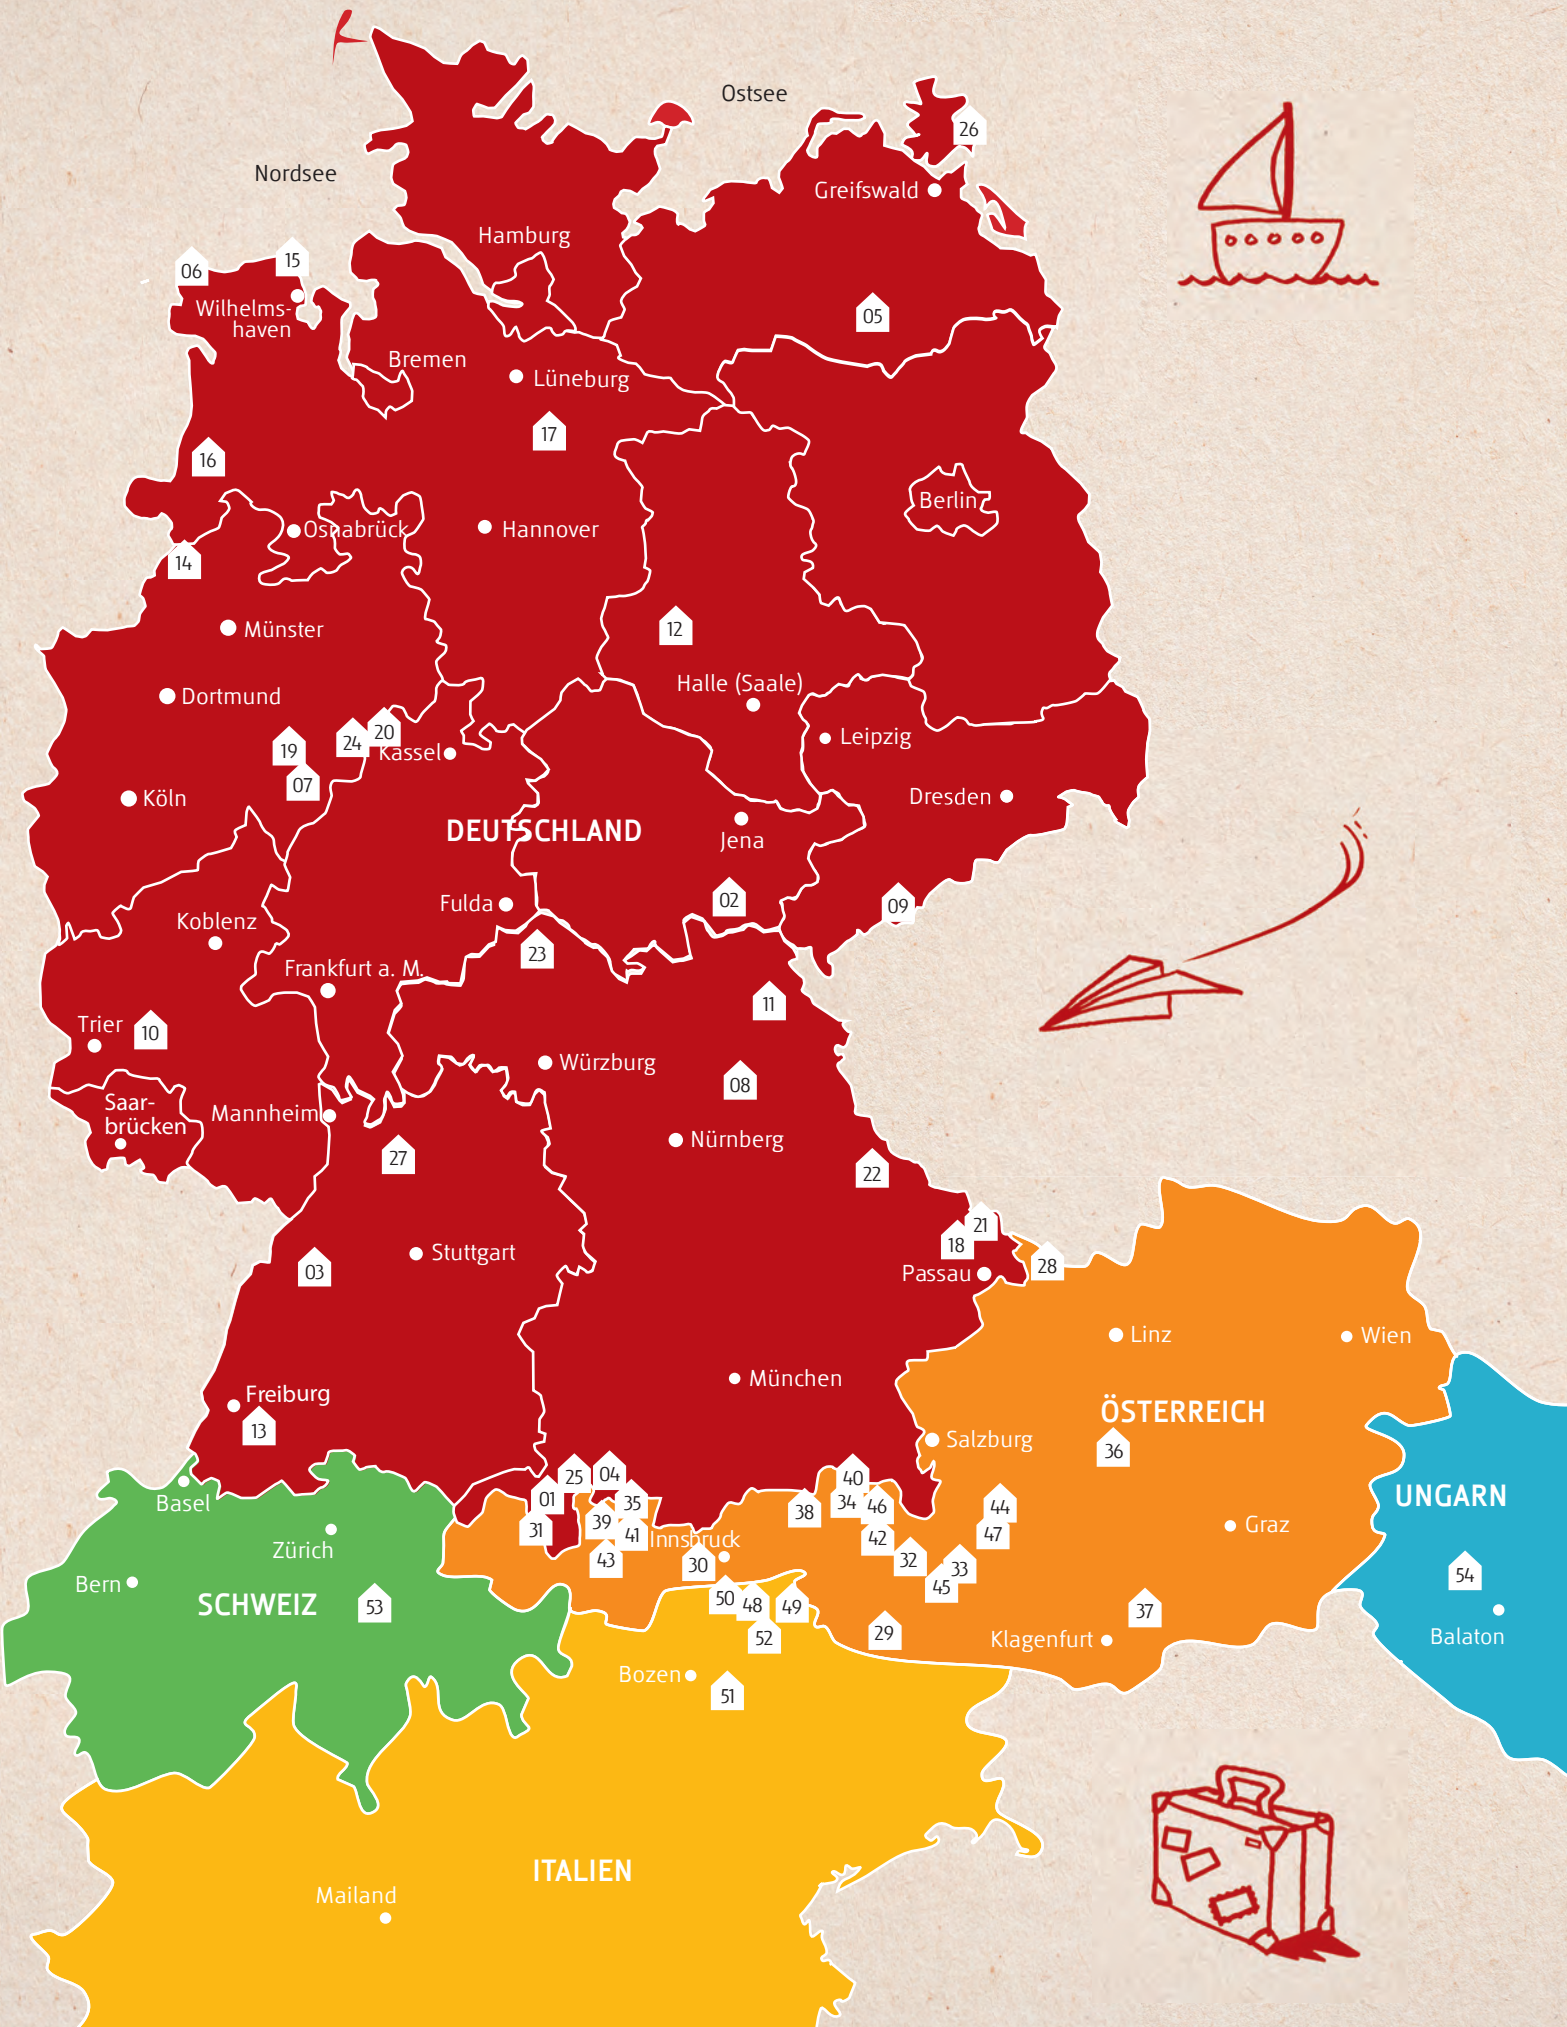 Ostsee
26
Nordsee
Greifswald
Hamburg
15
06
Wilhelms-
haven
05
Bremen
Lüneburg
17
16
Berlin
Osnabrück
Hannover
14
12
Münster
Halle (Saale)
Dortmund
20
24
19
Kassel
Leipzig
07
Köln
Dresden
DEUTSCHLAND
Jena
02
Fulda
09
Koblenz
23
Frankfurt a. M.
11
Trier
10
Würzburg
08
Saar-
brücken
Mannheim
Nürnberg
27
22
21
18
Stuttgart
03
Passau
28
Linz
Wien
München
Freiburg
13
ÖSTERREICH
Salzburg
36
25
04
40
01
35
34
46
38
44
UNGARN
Basel
31
39
41
Innsbruck
42
47
Graz
Zürich
43
30
32
33
45
54
Bern
SCHWEIZ
53
50
48
49
37
52
29
Klagenfurt
Balaton
Bozen
51
ITALIEN
Mailand